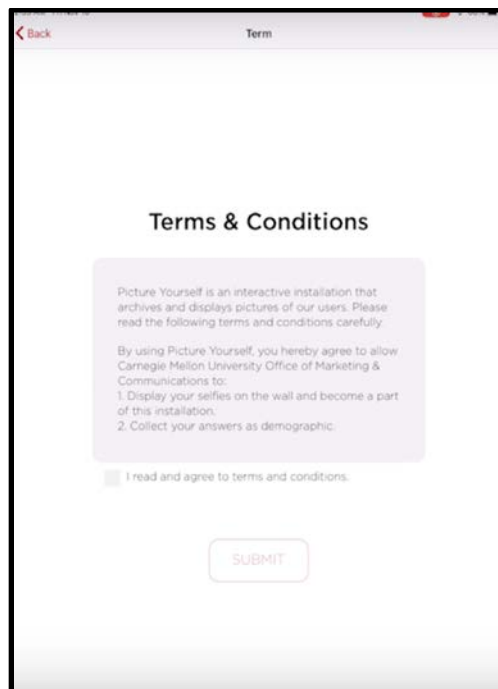 Back
Term
Terms & Conditions
Picture Yourself is an interactive installation that
archives and displays pictures of our users. Please
read the following terms and conditions carefully.
By using Picture Yourself, you hereby agree to allow
Carnegie Mellon University Office of Marketing &
Communications to:
1. Display your selfies on the wall and become a part
of this installation.
2. Collect your answers as demographic.
I read and agree to terms and conditions.
SUBMIT